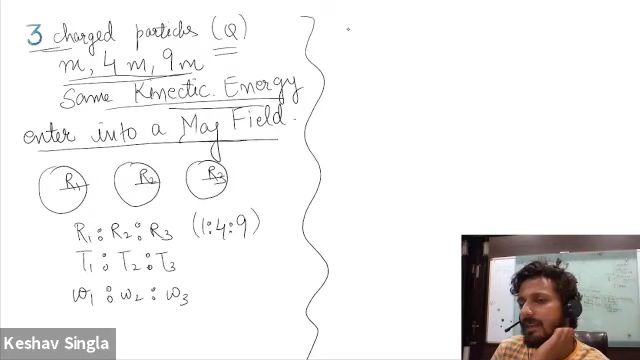 3 charged particles (Q)
m, 4m, 9m
Same Kinectic. Energy
enter into a Mag Field.
R₁ R₂ R₃
R₁ : R₂ : R₃ (1:4:9)
T₁ : T₂ : T₃
ω₁ : ω₂ : ω₃
Keshav Singla